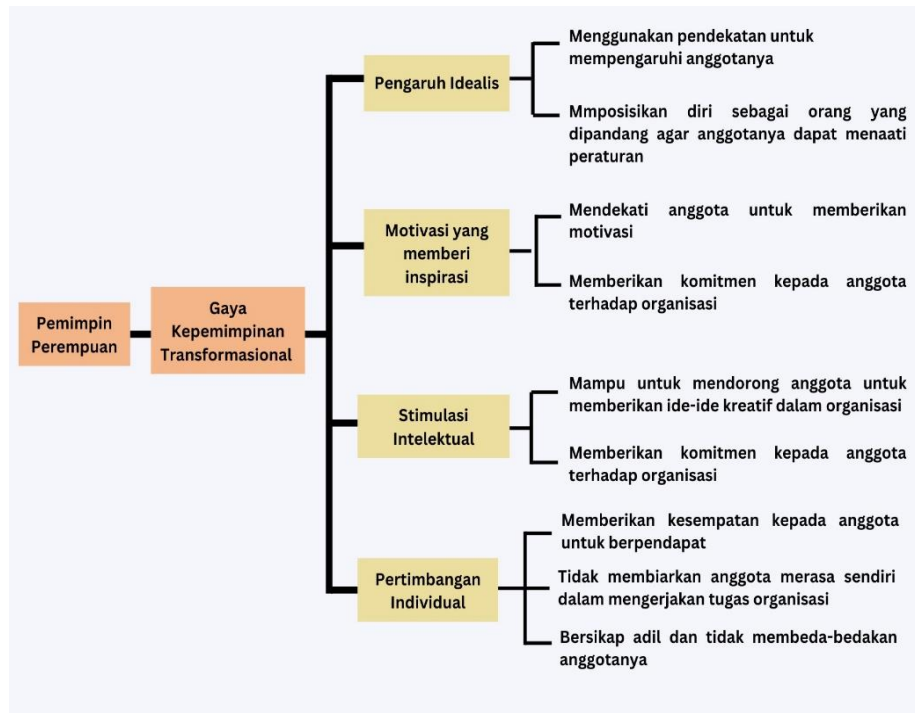 Pemimpin
Perempuan
Gaya
Kepemimpinan
Transformasional
Pengaruh Idealis
Menggunakan pendekatan untuk
mempengaruhi anggotanya
Mmposisikan diri sebagai orang yang
dipandang agar anggotanya dapat menaati
peraturan
Motivasi yang
memberi
inspirasi
Mendekati anggota untuk memberikan
motivasi
Memberikan komitmen kepada anggota
terhadap organisasi
Stimulasi
Intelektual
Mampu untuk mendorong anggota untuk
memberikan ide-ide kreatif dalam organisasi
Memberikan komitmen kepada anggota
terhadap organisasi
Pertimbangan
Individual
Memberikan kesempatan kepada anggota
untuk berpendapat
Tidak membiarkan anggota merasa sendiri
dalam mengerjakan tugas organisasi
Bersikap adil dan tidak membeda-bedakan
anggotanya